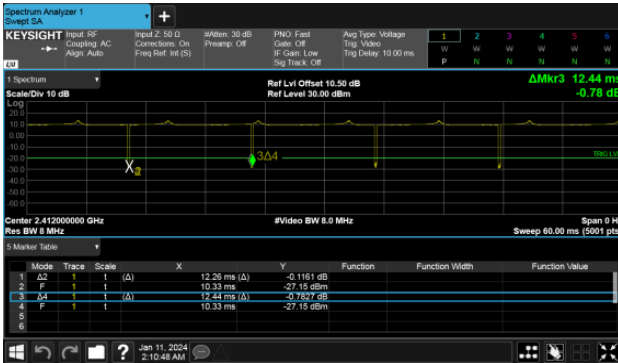 Spectrum Analyzer 1
Swept SA
+
KEYSIGHT Input: RF Input Z: 50 Ω #Atten: 30 dB PNO: Fast Avg Type: Voltage 1 2 3 4 5 6
Coupling: AC Corrections: On Preamp: Off Gate: Off Trig: Video W W W W W W
Align: Auto Freq Ref: Int (S) IF Gain: Low Trig Delay: 10.00 ms P N N N N N
Sig Track: Off
LXI
1 Spectrum Ref Lvl Offset 10.50 dB ΔMkr3 12.44 ms
Scale/Div 10 dB Ref Level 30.00 dBm -0.78 dB
Log
20.0
10.0
0.00
-10.0
-20.0 TRIG LVL
-30.0
-40.0
-50.0
-60.0
X 2 3Δ4
Center 2.412000000 GHz #Video BW 8.0 MHz Span 0 H
Res BW 8 MHz Sweep 60.00 ms (5001 pts
5 Marker Table
Mode Trace Scale X Y Function Function Width Function Value
1 Δ2 1 t (Δ) 12.26 ms (Δ) -0.1161 dB
2 F 1 t 10.33 ms -27.15 dBm
3 Δ4 1 t (Δ) 12.44 ms (Δ) -0.7827 dB
4 F 1 t 10.33 ms -27.15 dBm
5
6
? Jan 11, 2024
2:10:48 AM